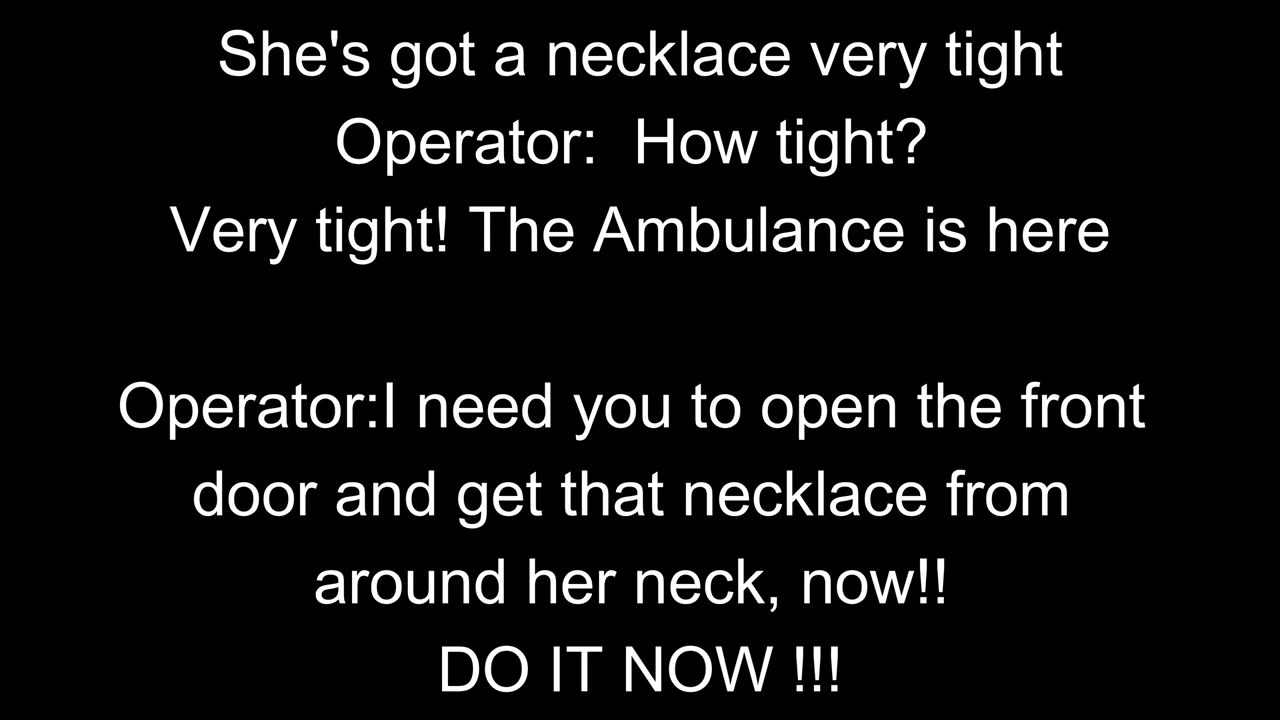 She's got a necklace very tight
Operator:  How tight?
Very tight! The Ambulance is here
Operator:I need you to open the front
door and get that necklace from
around her neck, now!!
DO IT NOW !!!